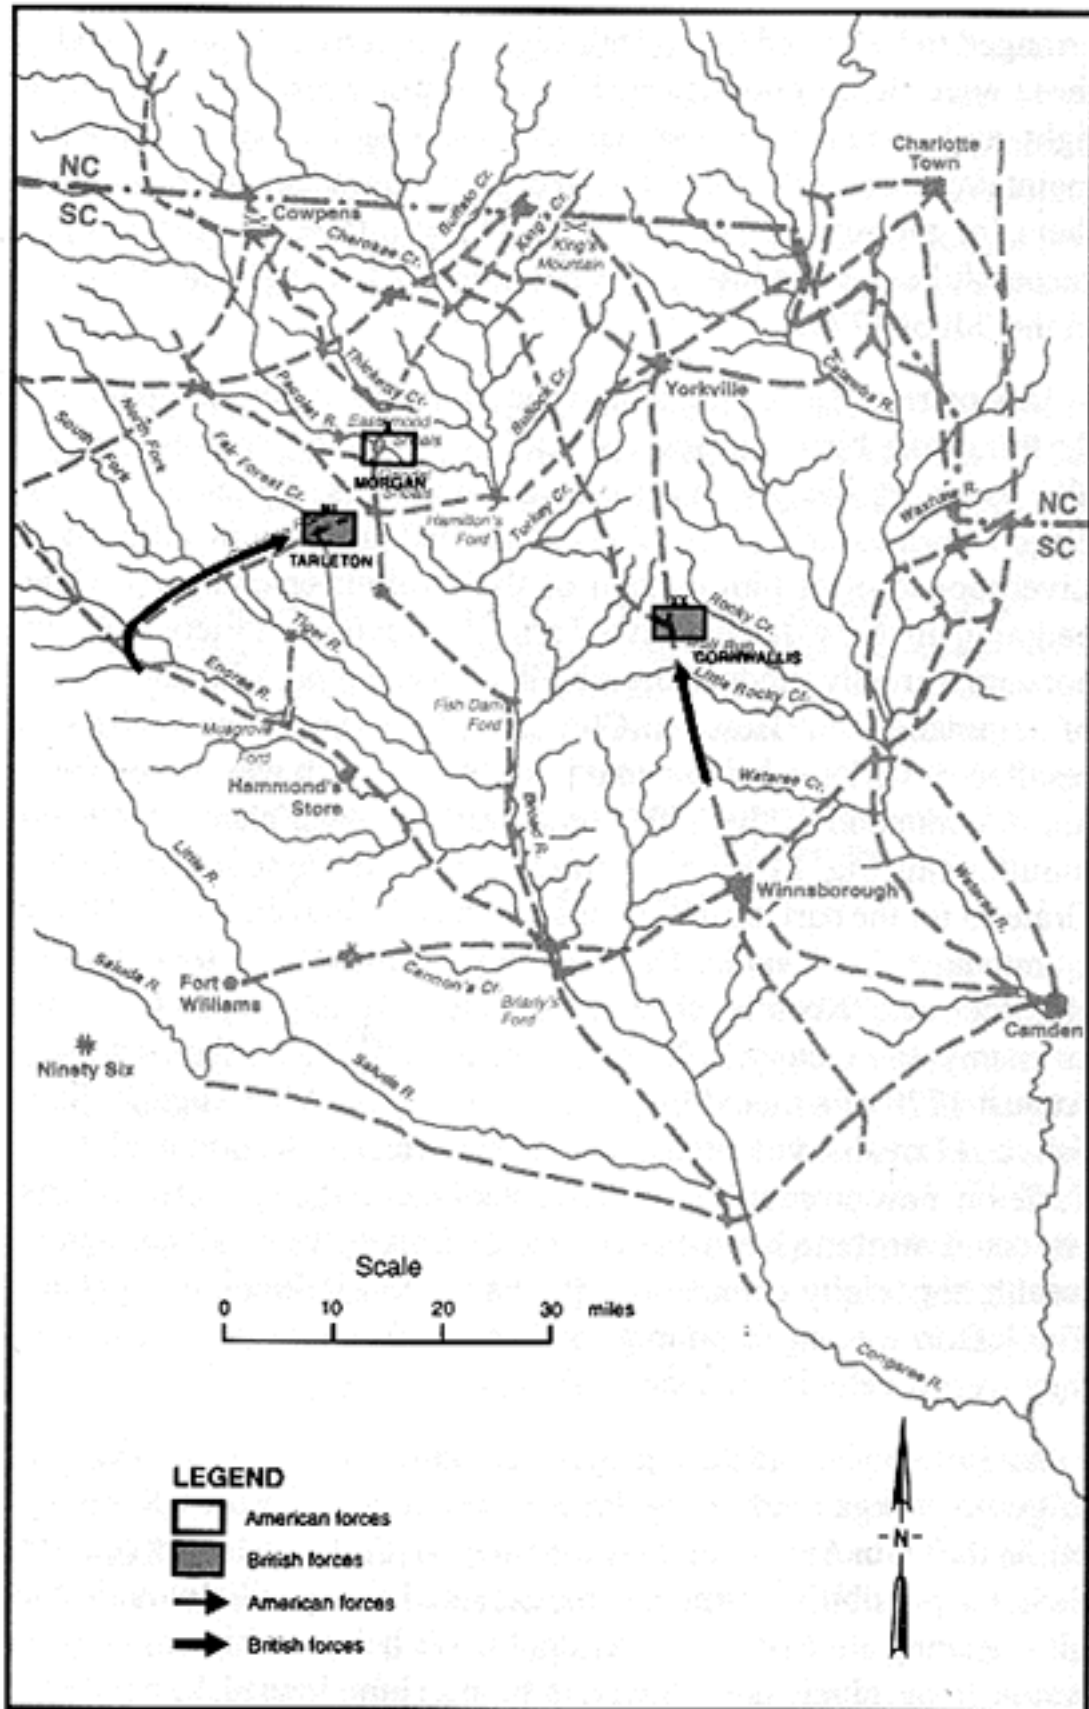 NC
SC
Charlotte
Town
Cowpens
Cherokee Cr.
Buffalo Cr.
King's Cr.
King's
Mountain
Thicketty Cr.
Pacolet R.
Bullock Cr.
Yorkville
Catawba R.
South
Fork
North Fork
Fair Forest Cr.
MORGAN
Hamilton's
Ford
Turkey Cr.
Waxhaw R.
NC
SC
TARLETON
Tiger R.
Rocky Cr.
CORNWALLIS
Little Rocky Cr.
Enoree R.
Musgrove
Ford
Fish Dam
Ford
Hammond's
Store
Broad R.
Wateree Cr.
Little R.
Winnsborough
Wateree R.
Saluda R.
Fort
Williams
Cannon's Cr
Briarly's
Ford
Camden
Ninety Six
Saluda R.
Scale
0 10 20 30 miles
Congaree R.
LEGEND
American forces
British forces
American forces
British forces
N